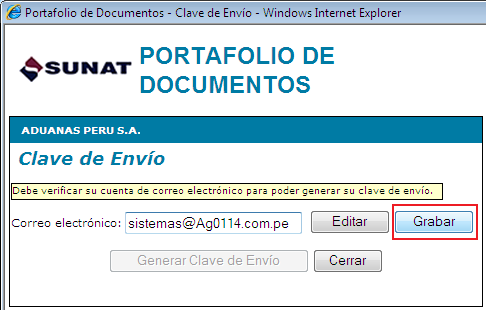 Portafolio de Documentos - Clave de Envío - Windows Internet Explorer
SUNAT
PORTAFOLIO DE
DOCUMENTOS
ADUANAS PERU S.A.
Clave de Envío
Debe verificar su cuenta de correo electrónico para poder generar su clave de envío.
Correo electrónico: sistemas@Ag0114.com.pe Editar Grabar
Generar Clave de Envío Cerrar